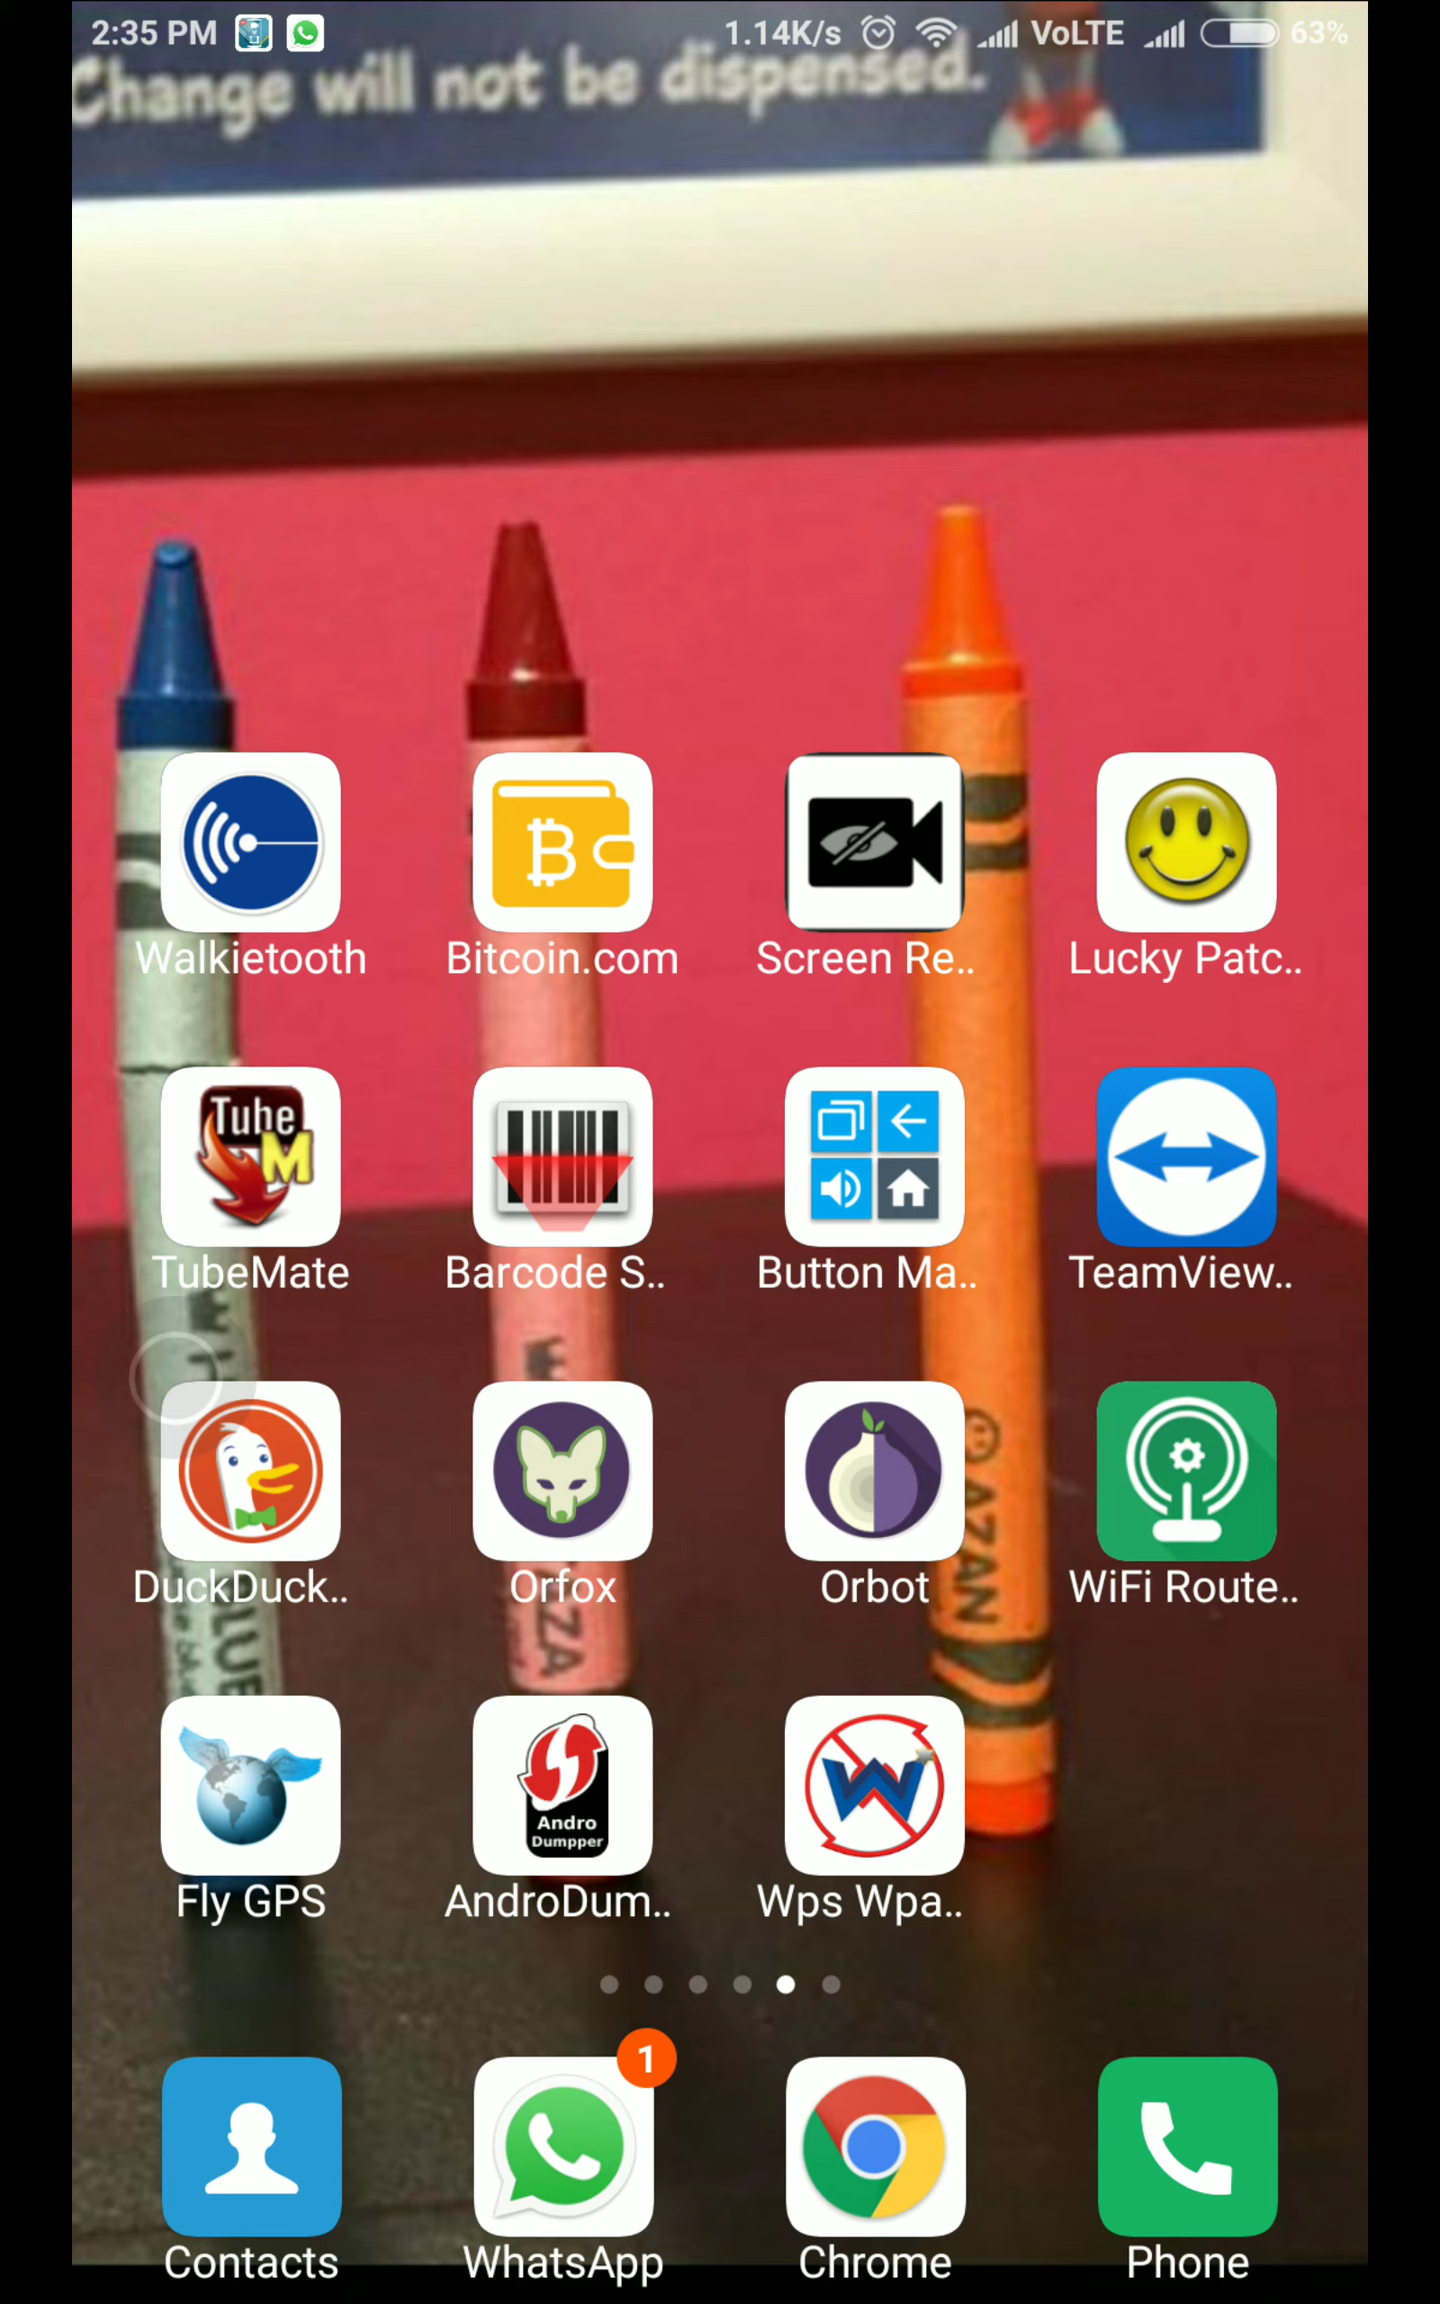 2:35 PM 1.14K/s VoLTE 63%
Change will not be dispensed.
Walkietooth Bitcoin.com Screen Re.. Lucky Patc..
Tube
M
TubeMate Barcode S.. Button Ma.. TeamView..
DuckDuck.. Orfox Orbot WiFi Route..
AZAN
Andro
Dumpper
W
Fly GPS AndroDum.. Wps Wpa..
1
Contacts WhatsApp Chrome Phone